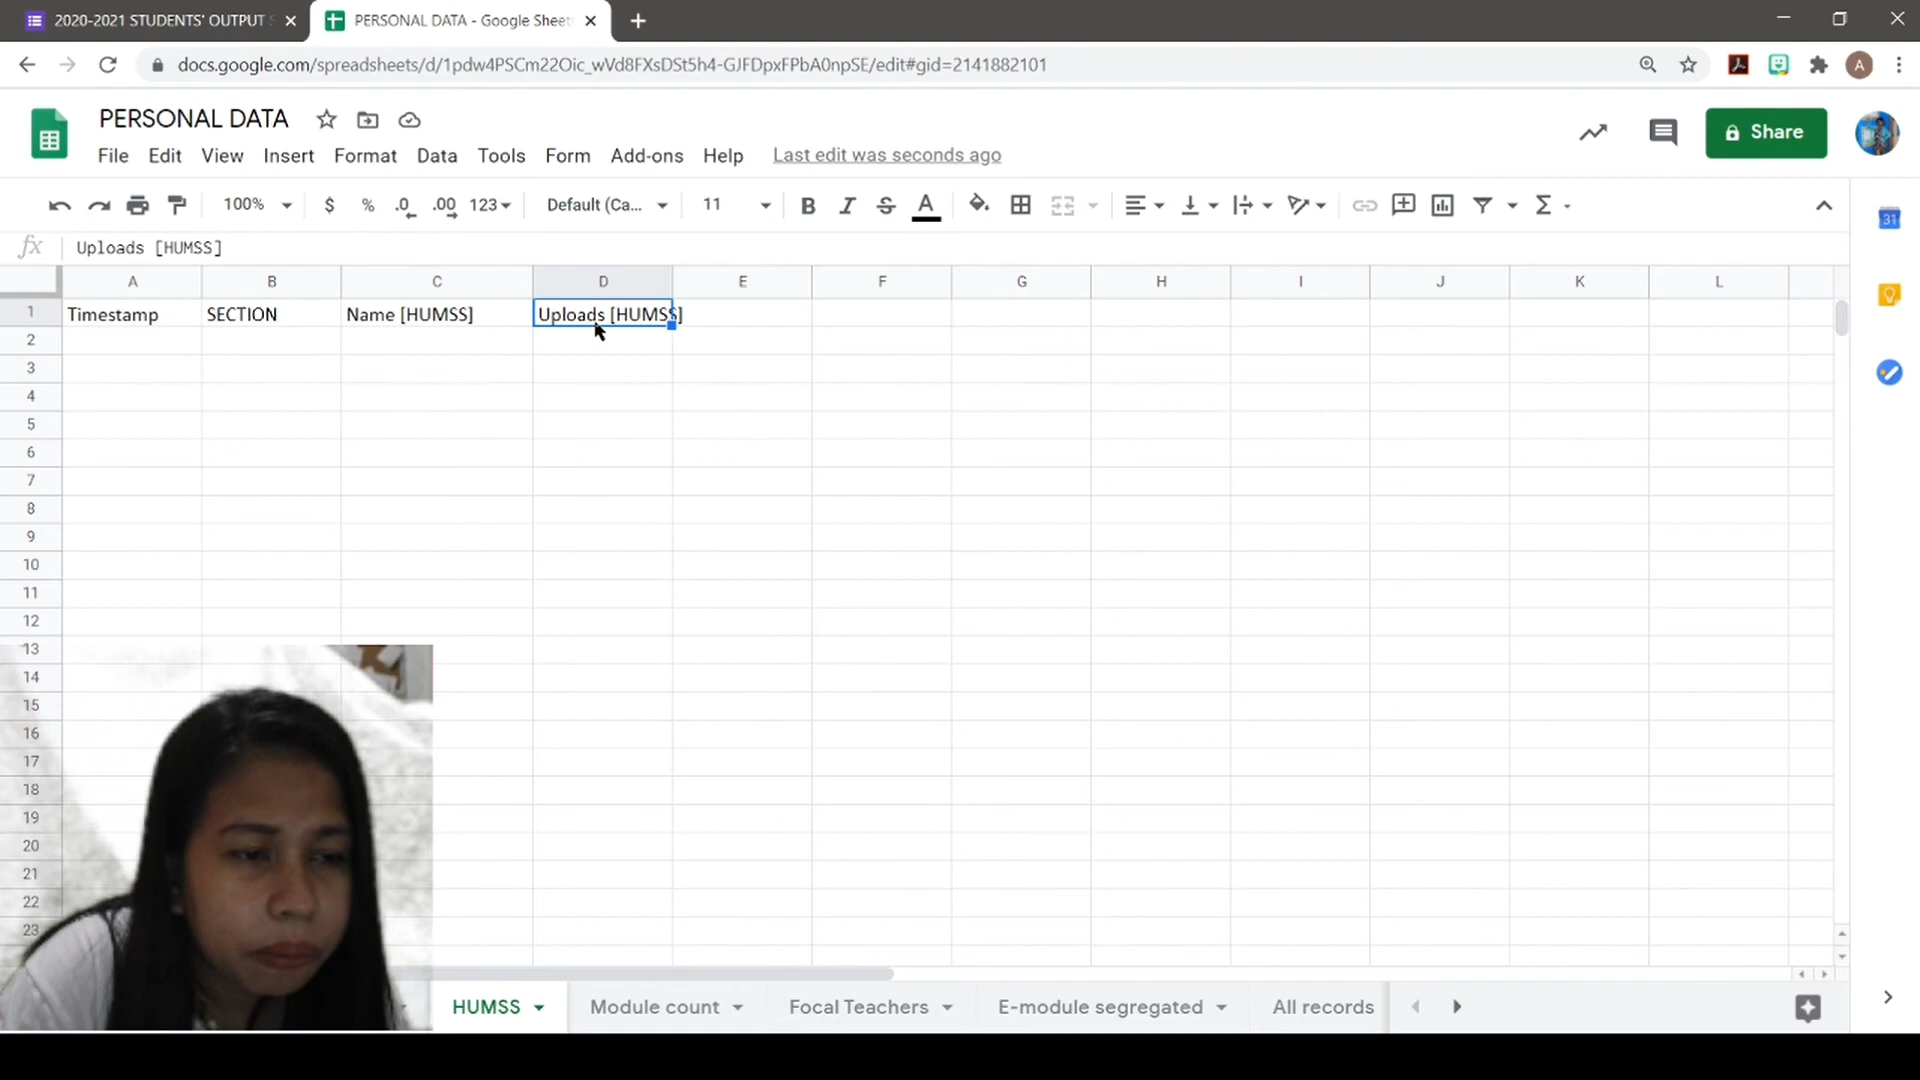 2020-2021 STUDENTS' OUTPUT S
PERSONAL DATA - Google Sheets
docs.google.com/spreadsheets/d/1pdw4PSCm22Oic_wVd8FXsDSt5h4-GJFDpxFPbA0npSE/edit#gid=2141882101
A
PERSONAL DATA
Share
File Edit View Insert Format Data Tools Form Add-ons Help Last edit was seconds ago
100% $ % .0 .00 123 Default (Ca... 11 B I S A Σ
31
fx Uploads [HUMSS]
A B C D E F G H I J K L
1 Timestamp SECTION Name [HUMSS] Uploads [HUMSS]
2
3
4
5
6
7
8
9
10
11
12
13
14
15
16
17
18
19
20
21
22
23
HUMSS Module count Focal Teachers E-module segregated All records